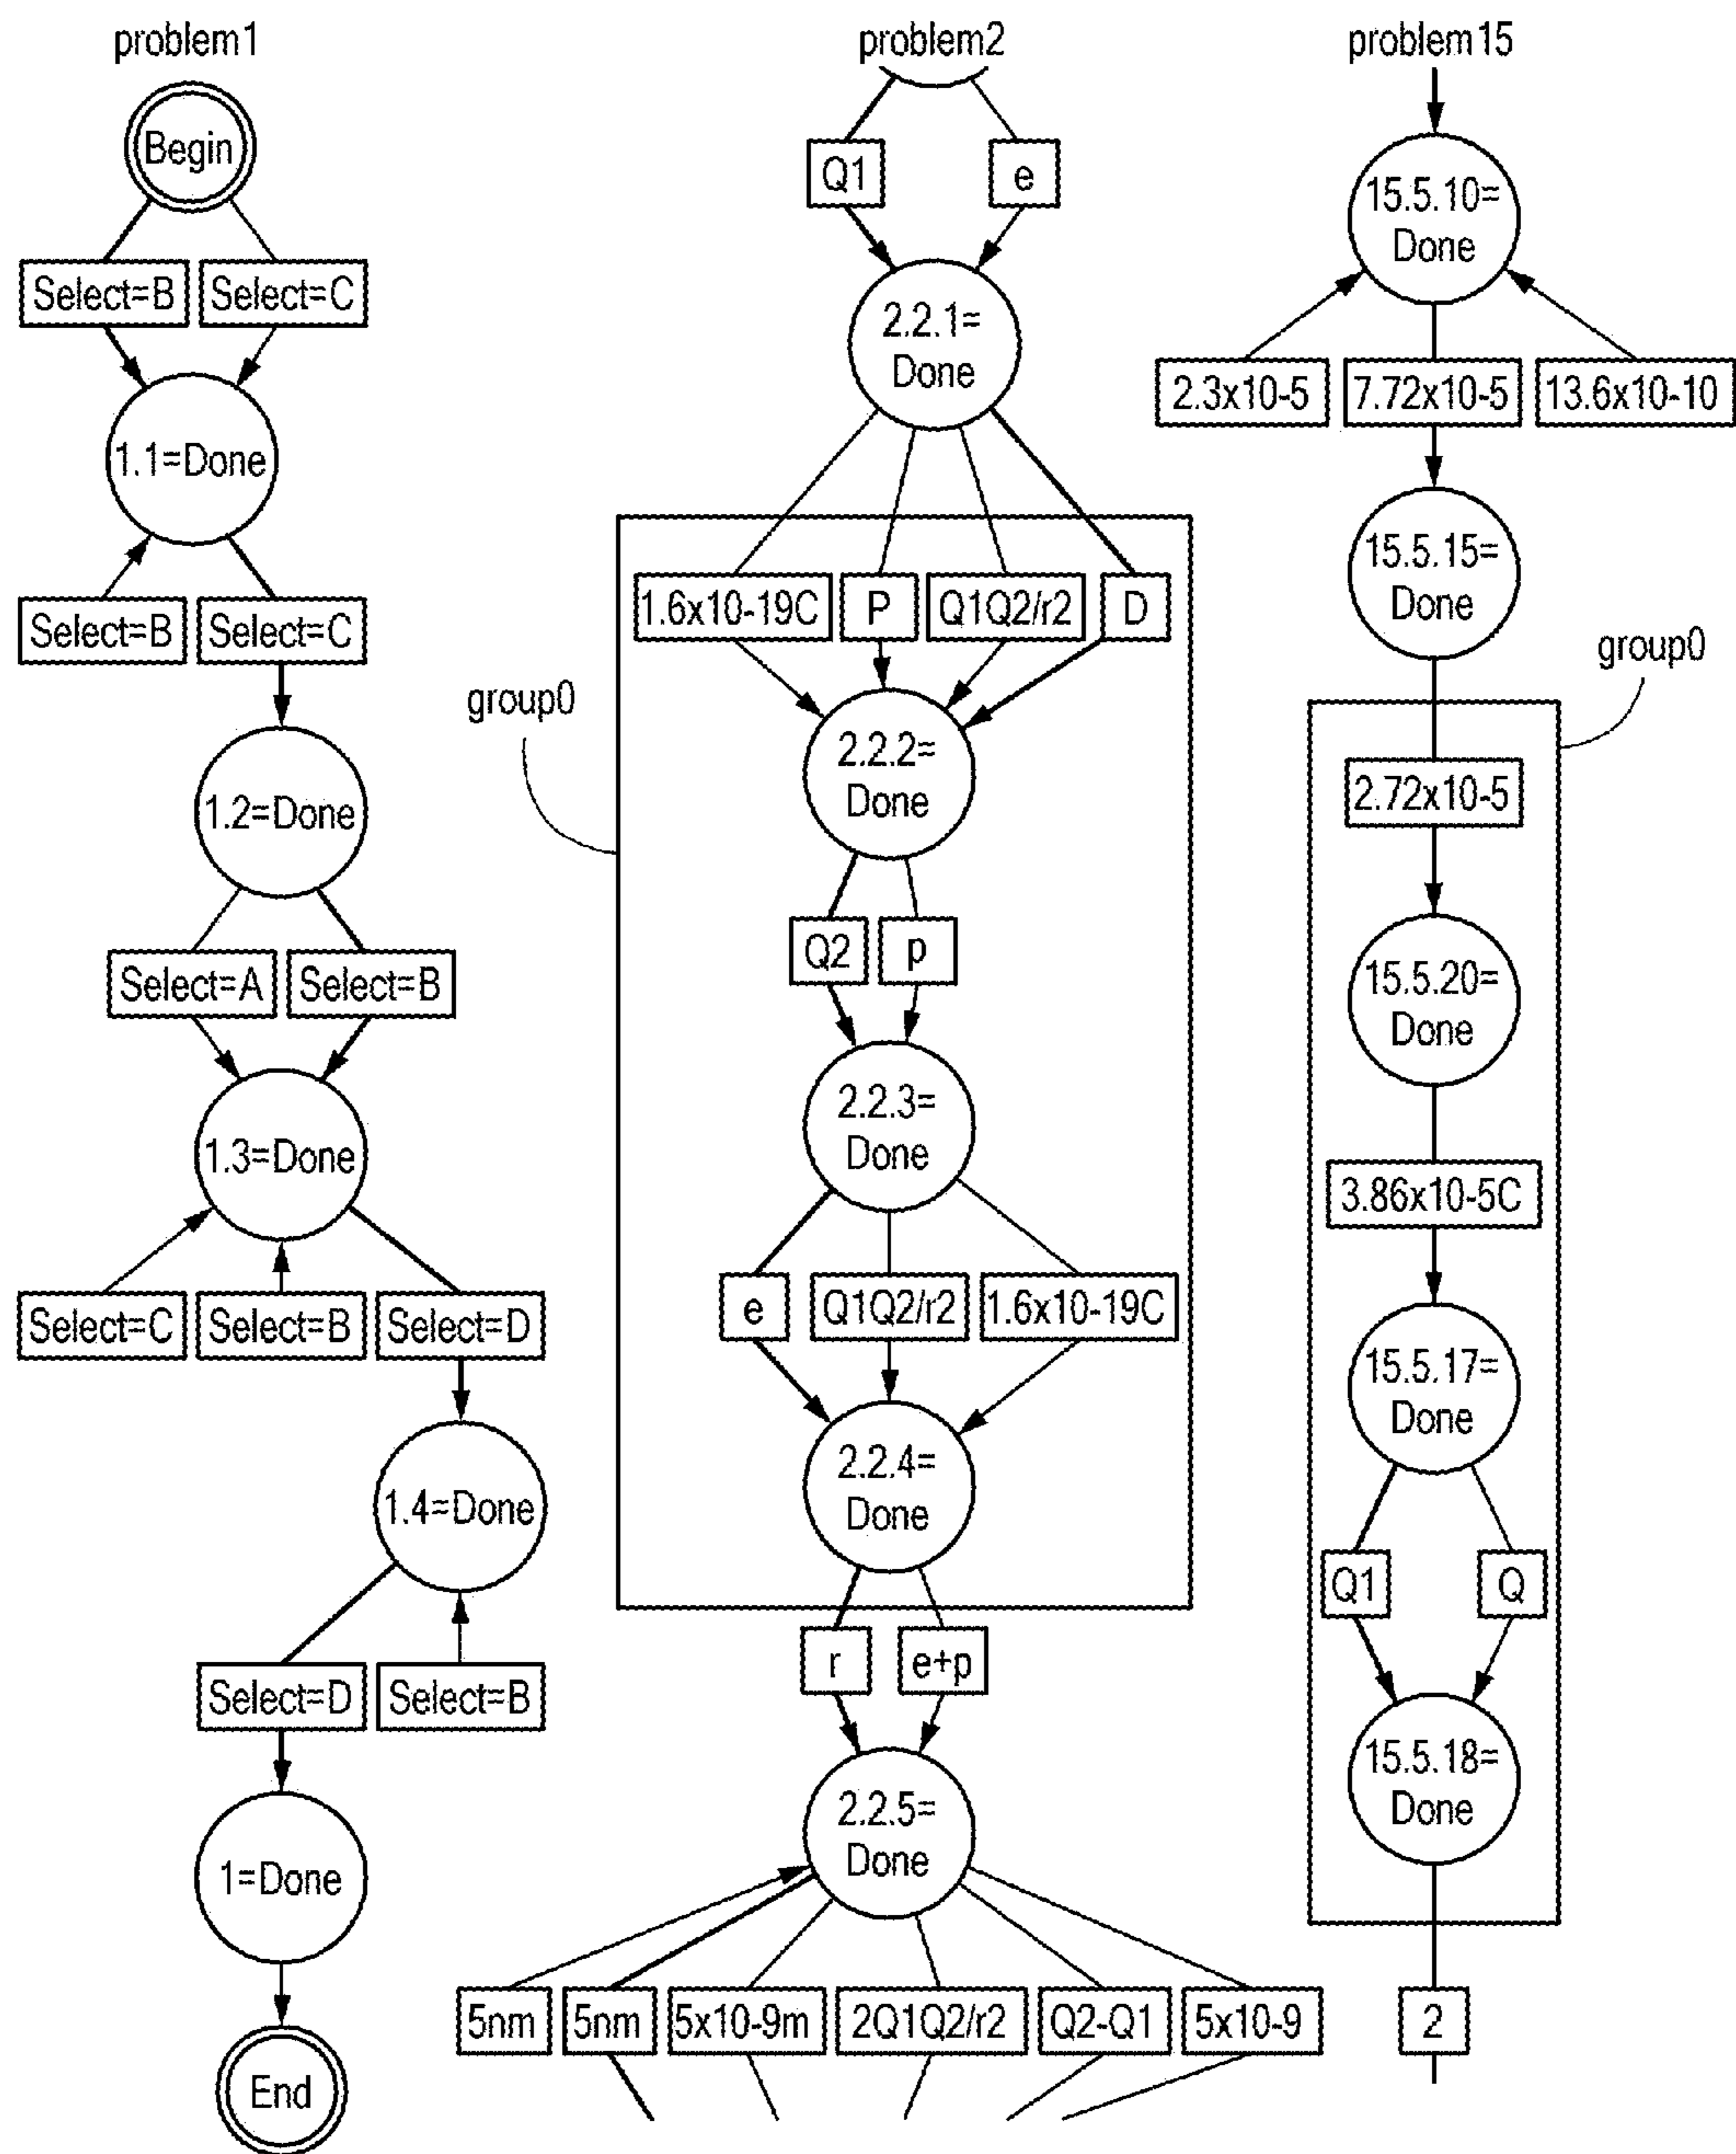 problem1
Begin
Select=B
Select=C
1.1=Done
Select=B
Select=C
1.2=Done
Select=A
Select=B
1.3=Done
Select=C
Select=B
Select=D
1.4=Done
Select=D
Select=B
1=Done
End
problem2
Q1
e
2.2.1=
Done
group0
1.6x10-19C
P
Q1Q2/r2
D
2.2.2=
Done
Q2
p
2.2.3=
Done
e
Q1Q2/r2
1.6x10-19C
2.2.4=
Done
r
e+p
2.2.5=
Done
5nm
5nm
5x10-9m
2Q1Q2/r2
Q2-Q1
5x10-9
problem15
15.5.10=
Done
2.3x10-5
7.72x10-5
13.6x10-10
15.5.15=
Done
group0
2.72x10-5
15.5.20=
Done
3.86x10-5C
15.5.17=
Done
Q1
Q
15.5.18=
Done
2